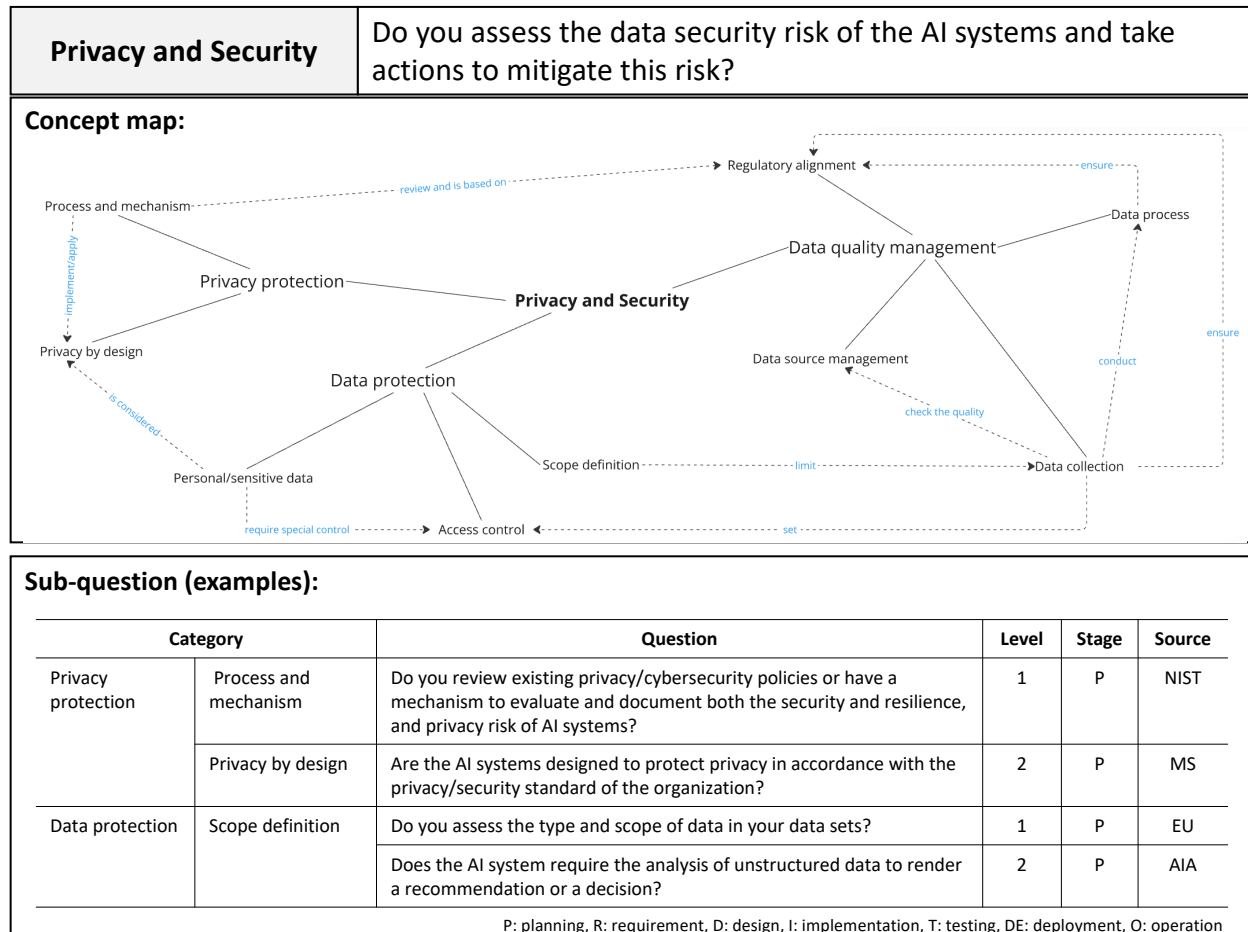 Privacy and Security
Do you assess the data security risk of the AI systems and take
actions to mitigate this risk?
Concept map:
Regulatory alignment
ensure
review and is based on
Process and mechanism
Data process
implement/apply
Data quality management
Privacy protection
Privacy and Security
ensure
Privacy by design
Data source management
conduct
Data protection
is considered
check the quality
Scope definition
limit
Data collection
Personal/sensitive data
require special control
Access control
set
Sub-question (examples):
Category
Question
Level
Stage
Source
Privacy
protection
Process and
mechanism
Do you review existing privacy/cybersecurity policies or have a
mechanism to evaluate and document both the security and resilience,
and privacy risk of AI systems?
1
P
NIST
Privacy by design
Are the AI systems designed to protect privacy in accordance with the
privacy/security standard of the organization?
2
P
MS
Data protection
Scope definition
Do you assess the type and scope of data in your data sets?
1
P
EU
Does the AI system require the analysis of unstructured data to render
a recommendation or a decision?
2
P
AIA
P: planning, R: requirement, D: design, I: implementation, T: testing, DE: deployment, O: operation